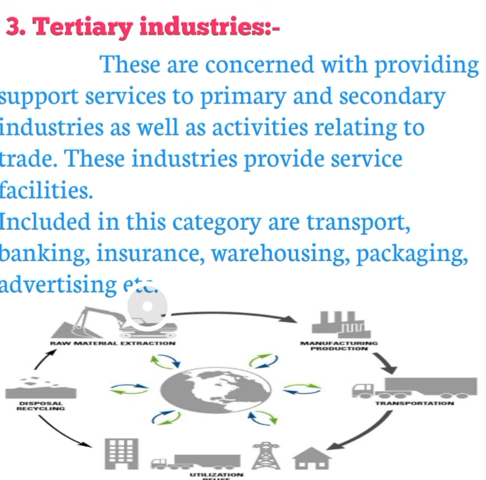 3. Tertiary industries:-
These are concerned with providing
support services to primary and secondary
industries as well as activities relating to
trade. These industries provide service
facilities.
Included in this category are transport,
banking, insurance, warehousing, packaging,
advertising etc.
RAW MATERIAL EXTRACTION
MANUFACTURING
PRODUCTION
DISPOSAL
RECYCLING
TRANSPORTATION
UTILIZATION
REUSE